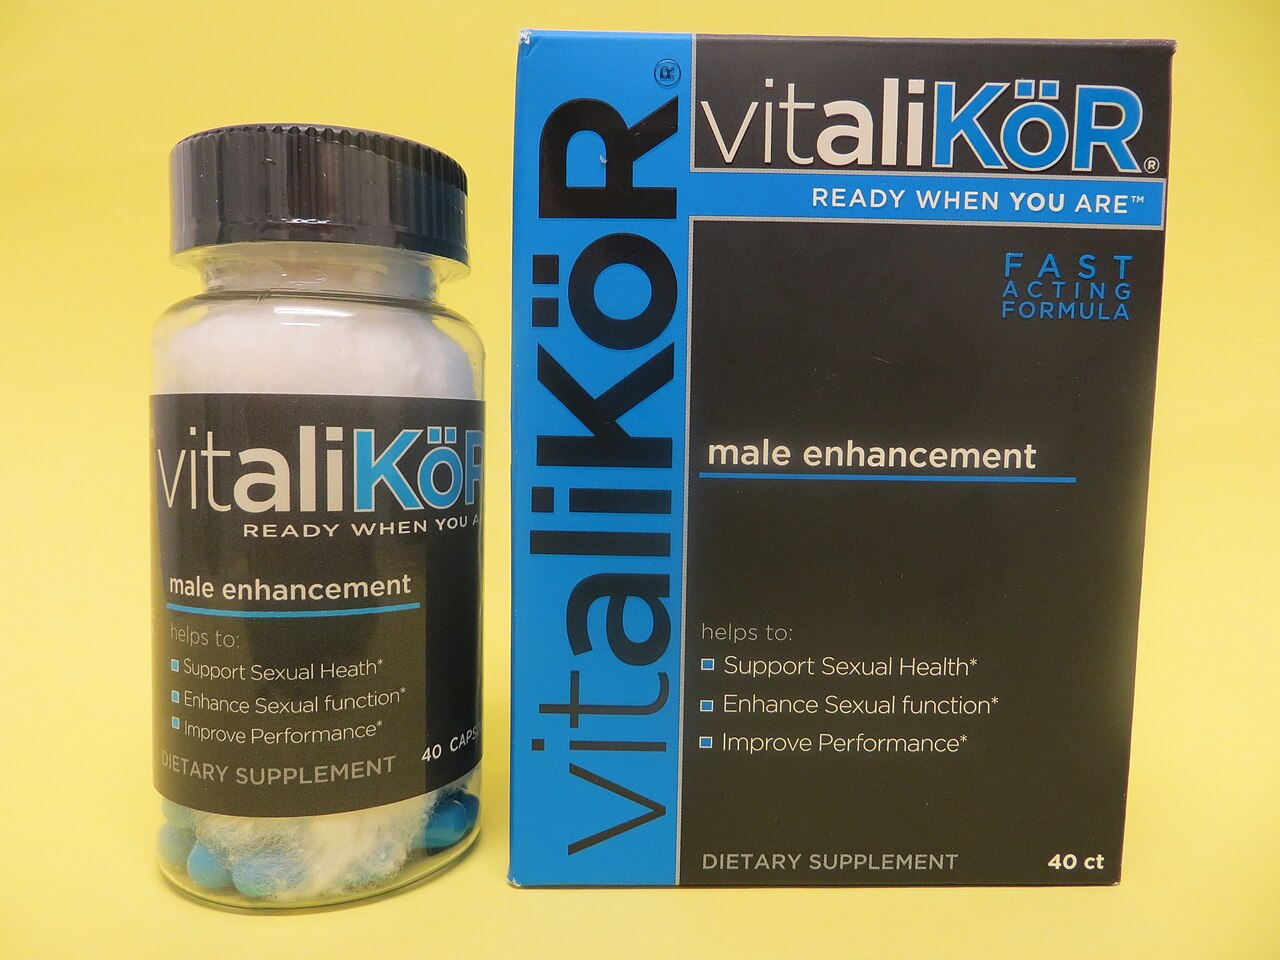 vitaliKöR
READY WHEN YOU A
male enhancement
helps to:
Support Sexual Heath*
Enhance Sexual function*
Improve Performance*
DIETARY SUPPLEMENT
40 CAPS
vitaliKöR®
vitaliKöR®
READY WHEN YOU ARE™
FAST
ACTING
FORMULA
male enhancement
helps to:
Support Sexual Health*
Enhance Sexual function*
Improve Performance*
DIETARY SUPPLEMENT
40 ct